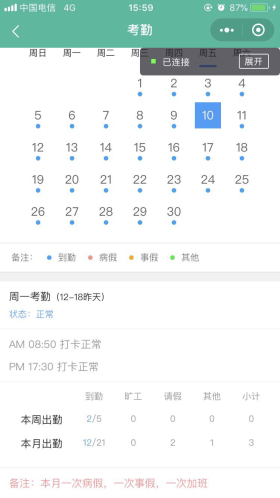 中国电信 4G 15:59 87%
考勤
周日 周一 周二 周三 周四 周五 周六
已连接 展开
1 2 3 4
5 6 7 8 9 10 11
12 13 14 15 16 17 18
19 20 21 22 23 24 25
26 27 28 29 30
备注: 到勤 病假 事假 其他
周一考勤 (12-18昨天)
状态: 正常
AM 08:50 打卡正常
PM 17:30 打卡正常
到勤 旷工 请假 其他 小计
本周出勤 2/5 0 0 0 0
本月出勤 12/21 0 2 1 3
备注: 本月一次病假, 一次事假, 一次加班